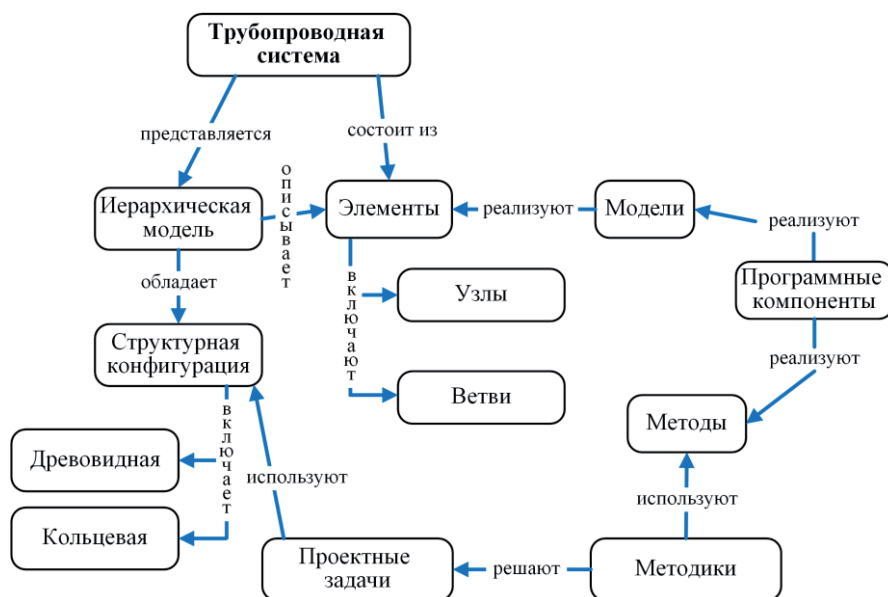 Трубопроводная
система
представляется
состоит из
описывает
Иерархическая
модель
Элементы
реализуют
Модели
реализуют
обладает
включают
Узлы
Программные
компоненты
Структурная
конфигурация
реализуют
Ветви
включает
Методы
Древовидная
используют
используют
Кольцевая
Проектные
задачи
решают
Методики